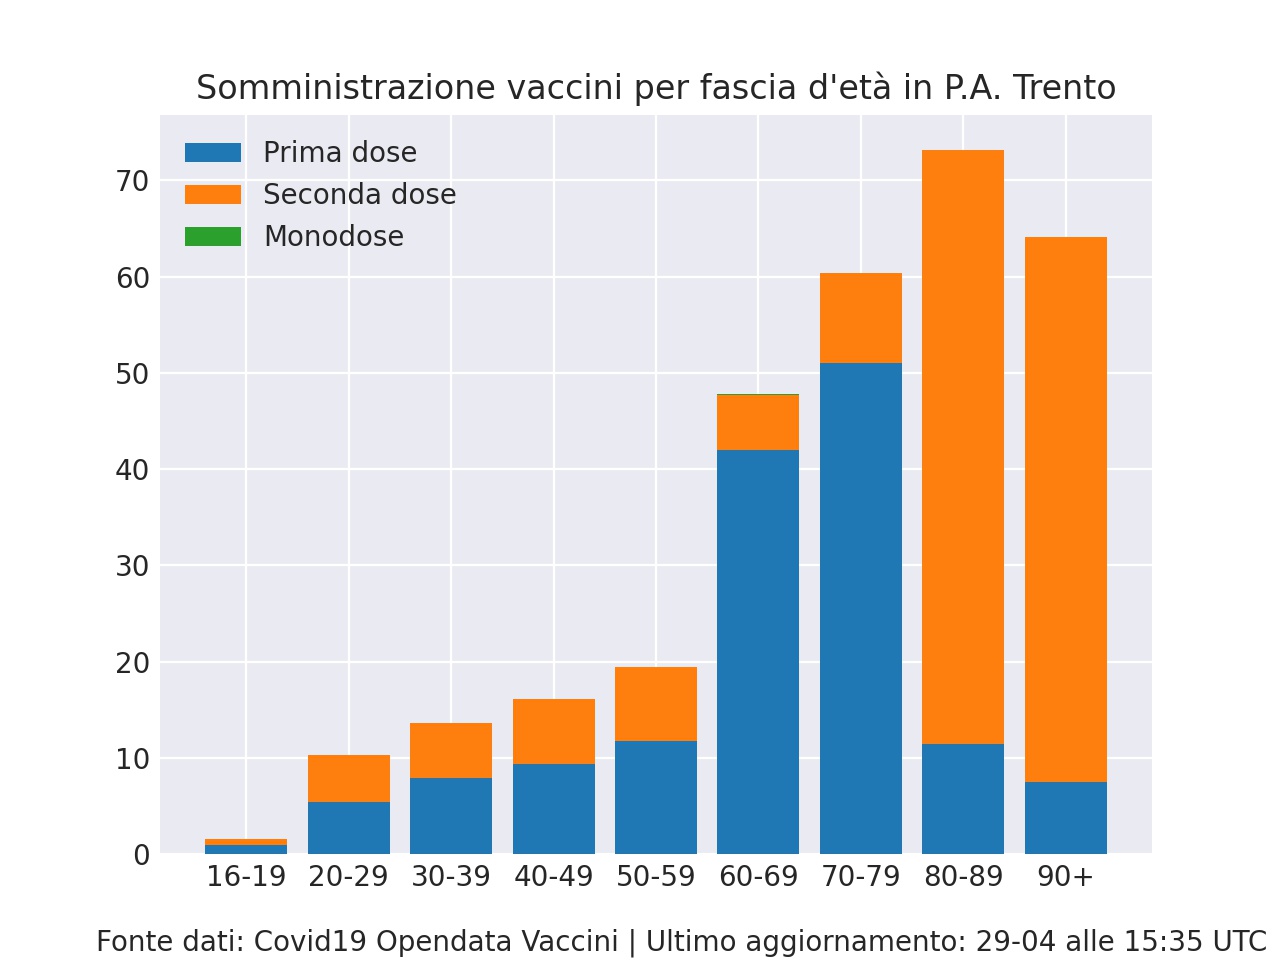 Somministrazione vaccini per fascia d'età in P.A. Trento
Prima dose
Seconda dose
Monodose
70
60
50
40
30
20
10
0
16-19 20-29 30-39 40-49 50-59 60-69 70-79 80-89 90+
Fonte dati: Covid19 Opendata Vaccini | Ultimo aggiornamento: 29-04 alle 15:35 UTC